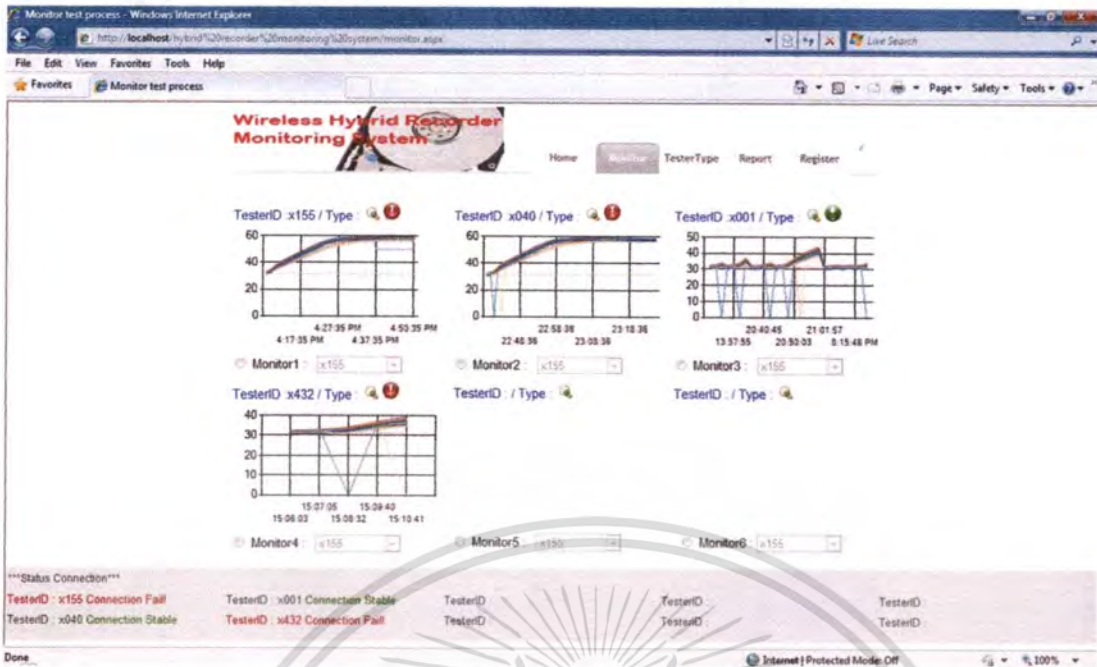 Monitor test process - Windows Internet Explorer
http://localhost/hybrid%20recorder%20monitoring%20system/monitor.aspx
Live Search
File Edit View Favorites Tools Help
Favorites Monitor test process
Page Safety Tools
Wireless Hybrid Recorder
Monitoring System
Home Monitor TesterType Report Register
TesterID :x155 / Type :
TesterID :x040 / Type :
TesterID :x001 / Type :
60
40
20
0
4:27:35 PM 4:50:35 PM
4:17:35 PM 4:37:35 PM
60
40
20
0
22:58:36 23:18:36
22:48:36 23:08:36
50
40
30
20
10
0
20:40:45 21:01:57
13:57:55 20:50:03 8:15:48 PM
Monitor1 : x155
Monitor2 : x155
Monitor3 : x155
TesterID :x432 / Type :
TesterID : / Type :
TesterID : / Type :
40
30
20
10
0
15:07:05 15:09:40
15:06:03 15:08:32 15:10:41
Monitor4 : x155
Monitor5 : x155
Monitor6 : x155
***Status Connection***
TesterID : x155 Connection Fail! TesterID : x001 Connection Stable TesterID : TesterID : TesterID :
TesterID : x040 Connection Stable TesterID : x432 Connection Fail! TesterID : TesterID : TesterID :
Done
Internet | Protected Mode: Off
100%